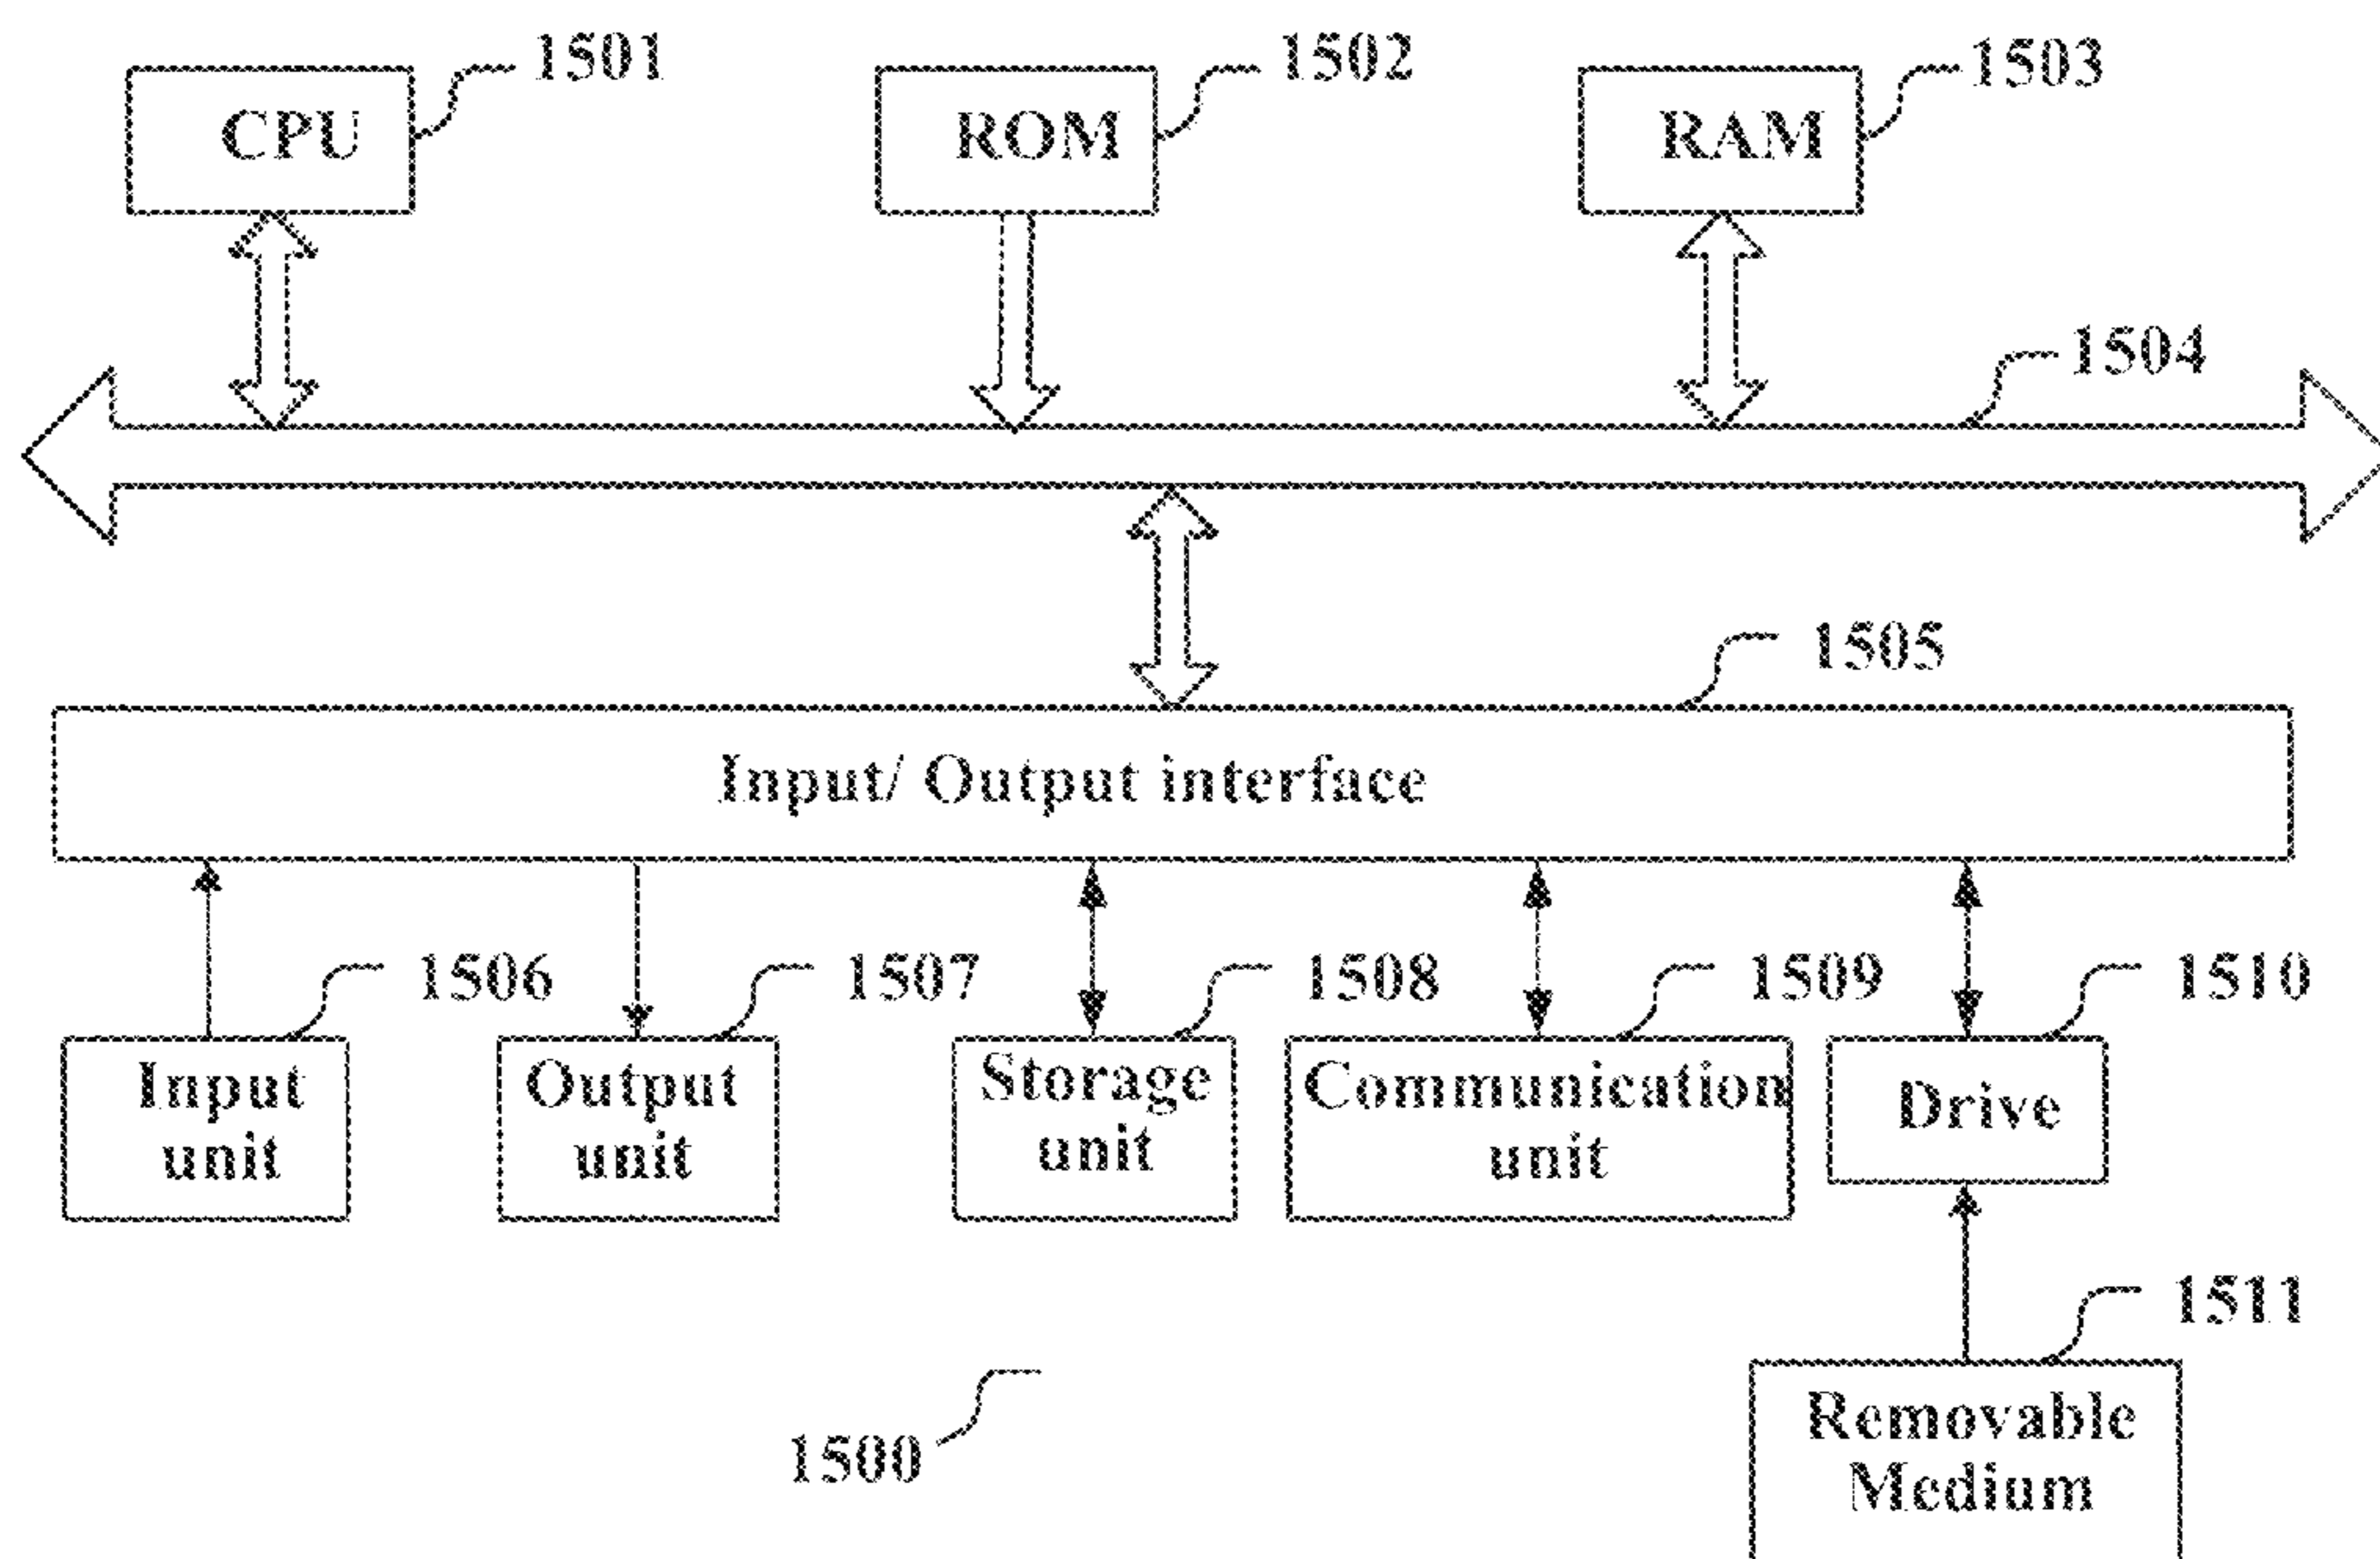 CPU 1501 ROM 1502 RAM 1503
1504
1505
Input/ Output interface
1506 1507 1508 1509 1510
Input unit
Output unit
Storage unit
Communication unit
Drive
1511
Removable
Medium
1500